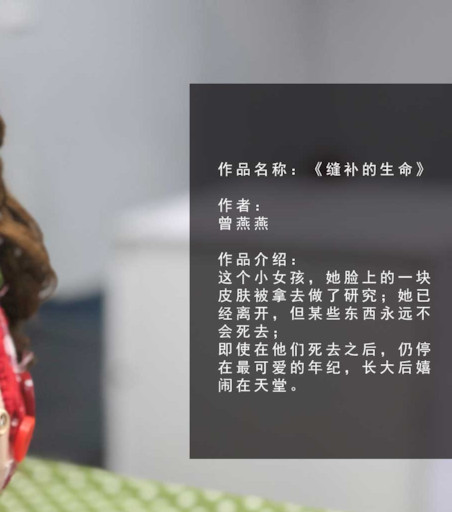 作品名称：《缝补的生命》
作者：
曾燕燕
作品介绍：
这个小女孩，她脸上的一块
皮肤被拿去做了研究；她已
经离开，但某些东西永远不
会死去；
即使在他们死去之后，仍停
在最可爱的年纪，长大后嬉
闹在天堂。